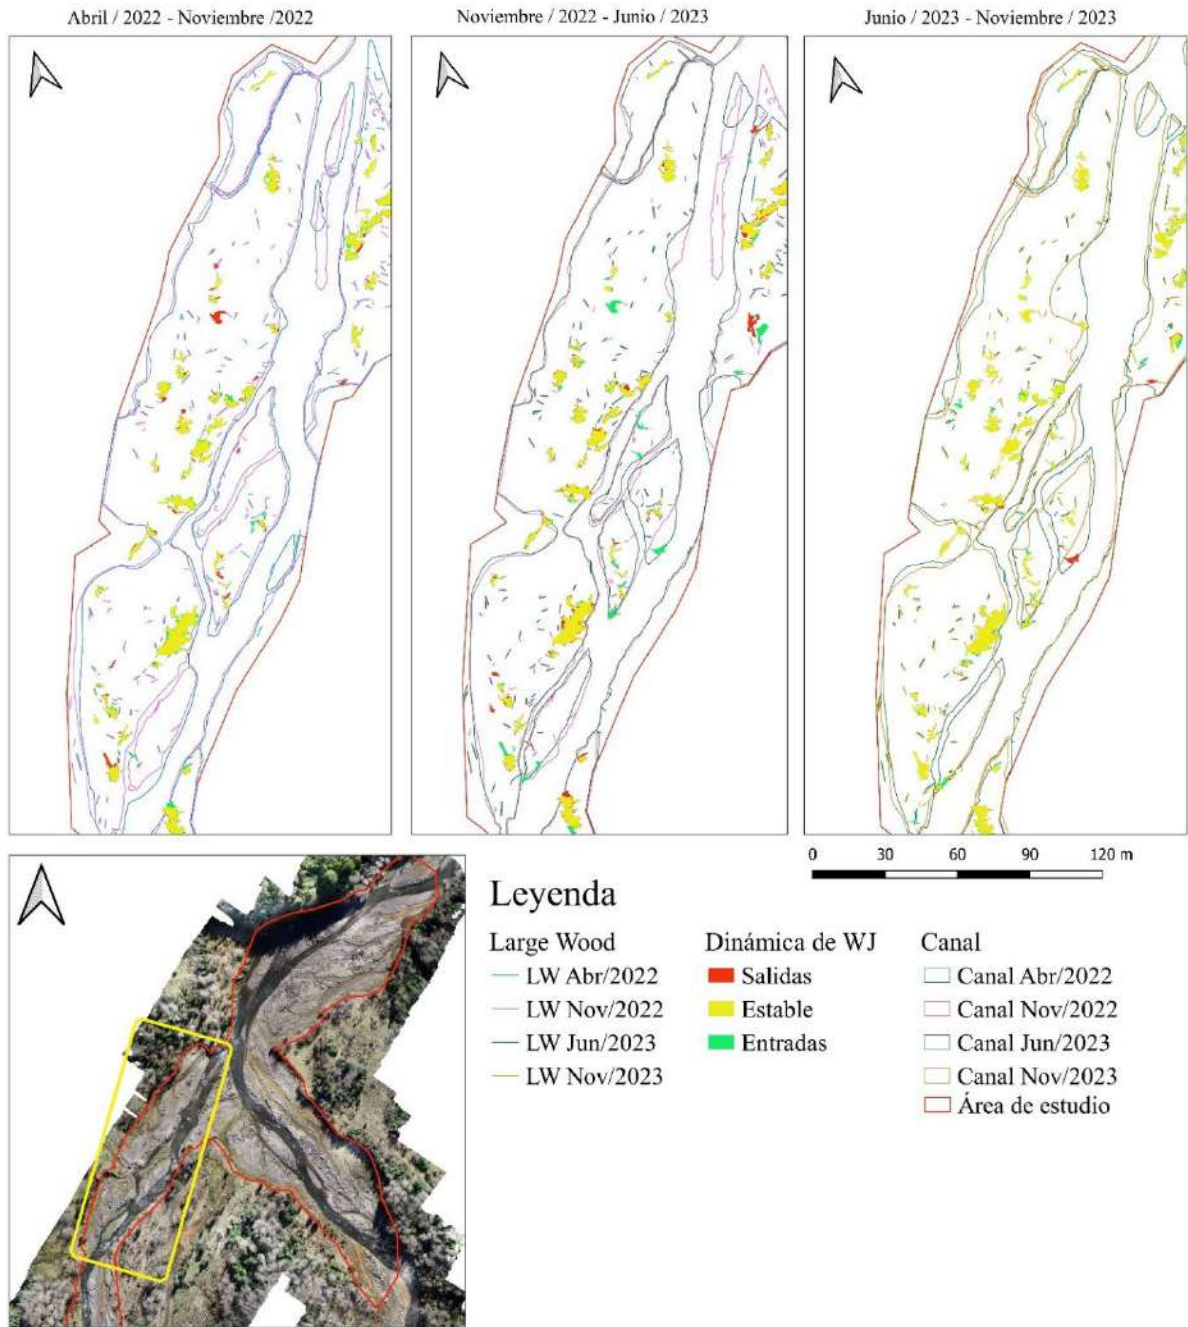 Abril / 2022 - Noviembre /2022
Noviembre / 2022 - Junio / 2023
Junio / 2023 - Noviembre / 2023
0 30 60 90 120 m
Leyenda
Large Wood
LW Abr/2022
LW Nov/2022
LW Jun/2023
LW Nov/2023
Dinámica de WJ
Salidas
Estable
Entradas
Canal
Canal Abr/2022
Canal Nov/2022
Canal Jun/2023
Canal Nov/2023
Área de estudio